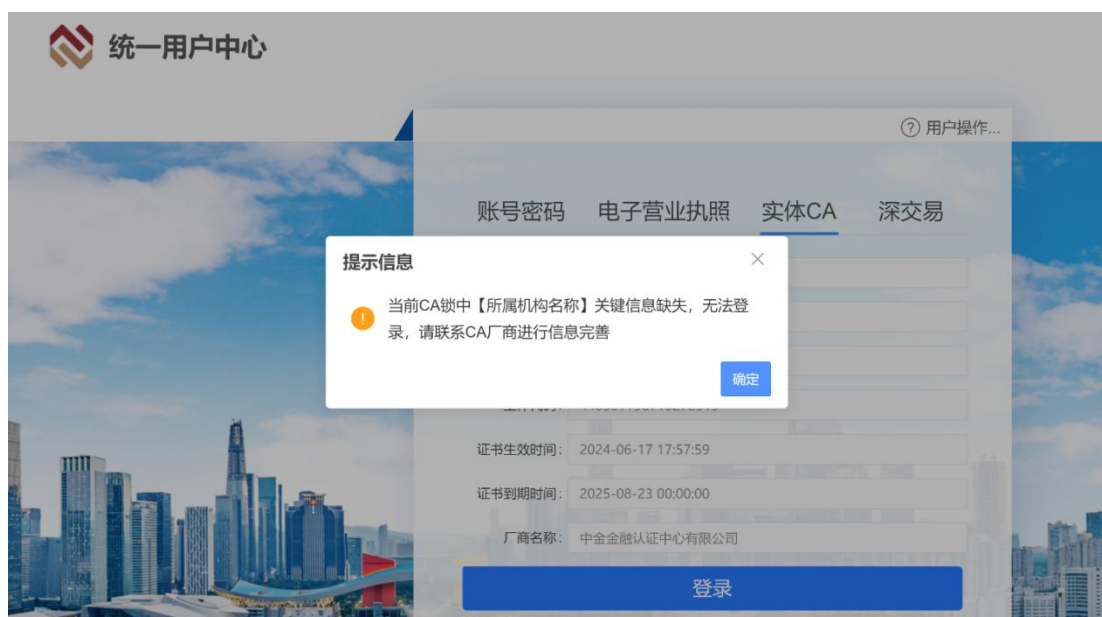 统一用户中心
用户操作...
账号密码 电子营业执照 实体CA 深交易
提示信息
当前CA锁中【所属机构名称】关键信息缺失，无法登
录，请联系CA厂商进行信息完善
确定
证书生效时间： 2024-06-17 17:57:59
证书到期时间： 2025-08-23 00:00:00
厂商名称： 中金金融认证中心有限公司
登录